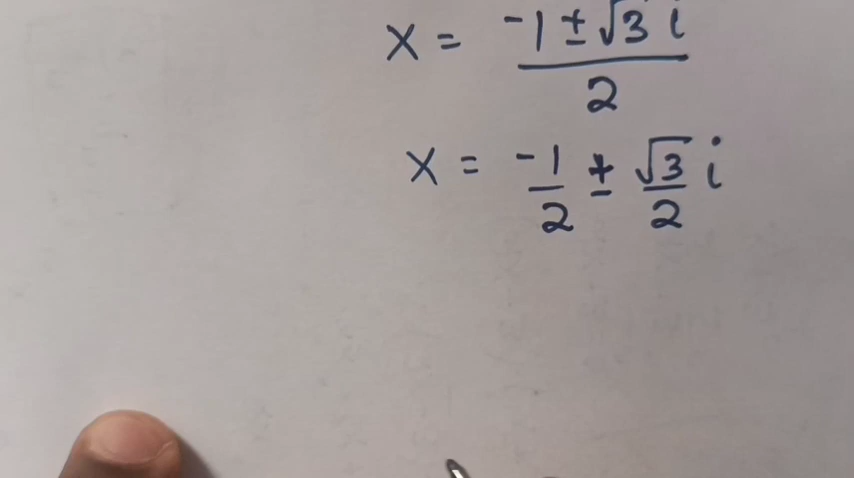 X = -1 ± √3 i / 2
X = -1/2 ± √3/2 i